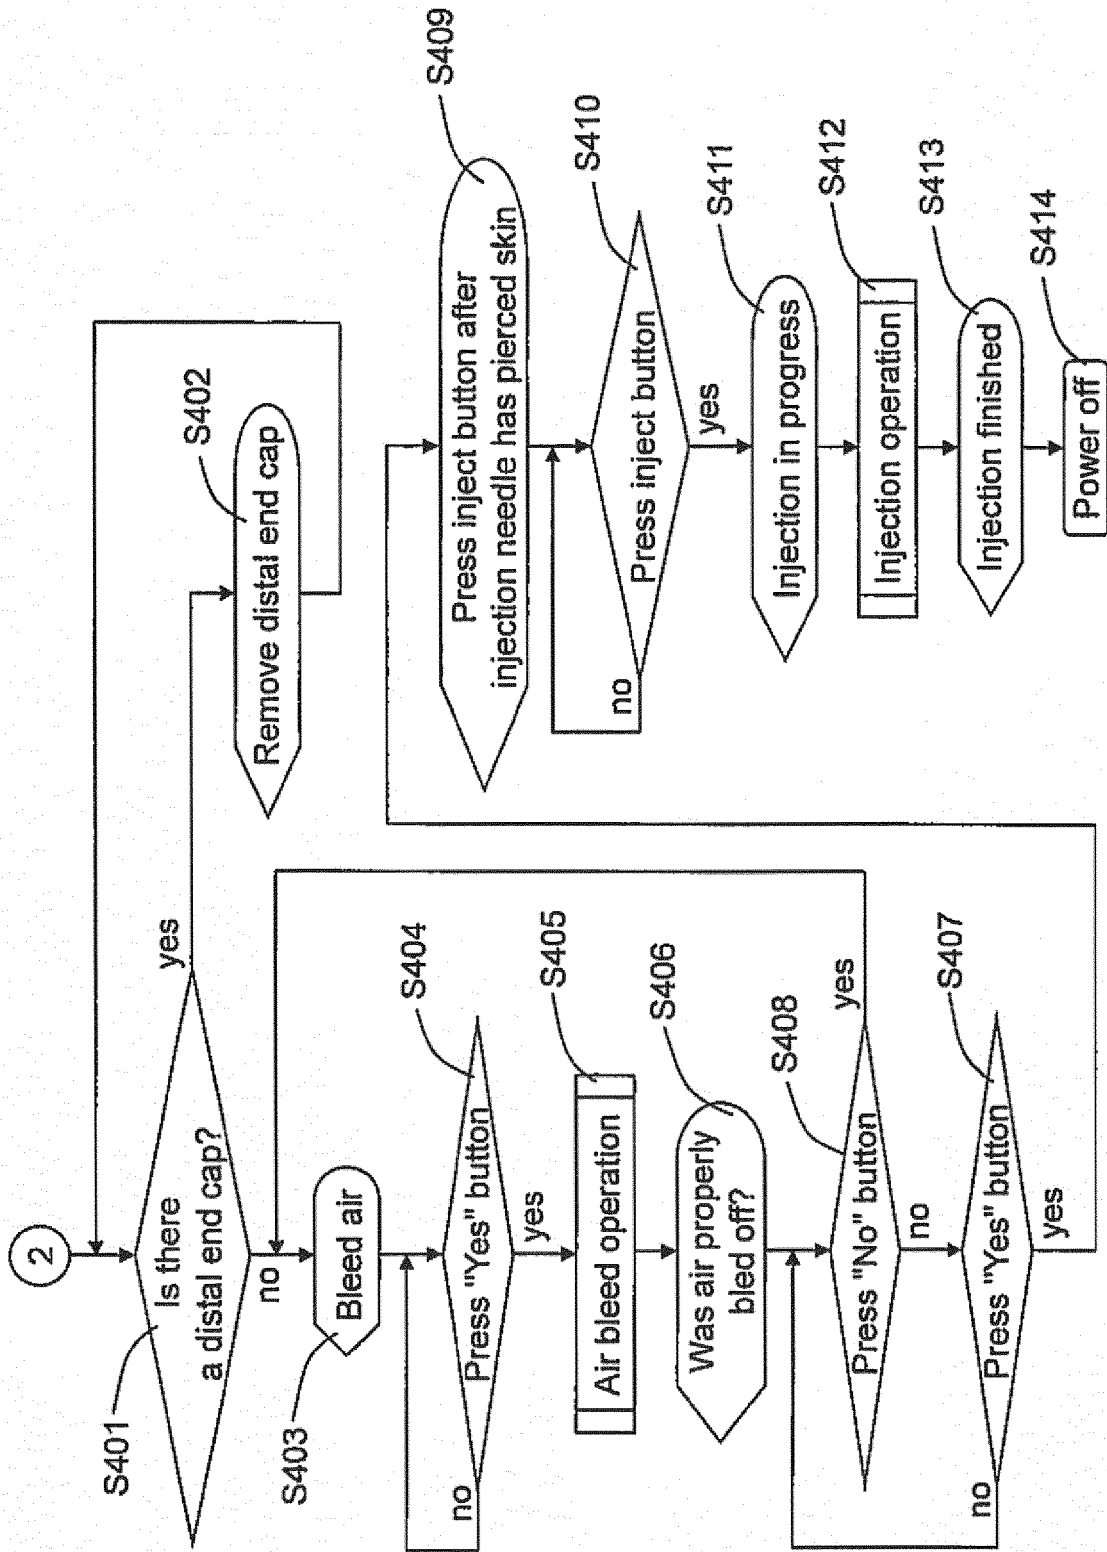 2
Is there
a distal end cap?
S401
yes
no
Remove distal end cap
S402
Bleed air
S403
Press "Yes" button
S404
no
yes
Air bleed operation
S405
Was air properly
bled off?
S406
Press "No" button
S408
yes
no
Press "Yes" button
S407
no
yes
Press inject button after
injection needle has pierced skin
S409
Press inject button
S410
no
yes
Injection in progress
S411
Injection operation
S412
Injection finished
S413
Power off
S414